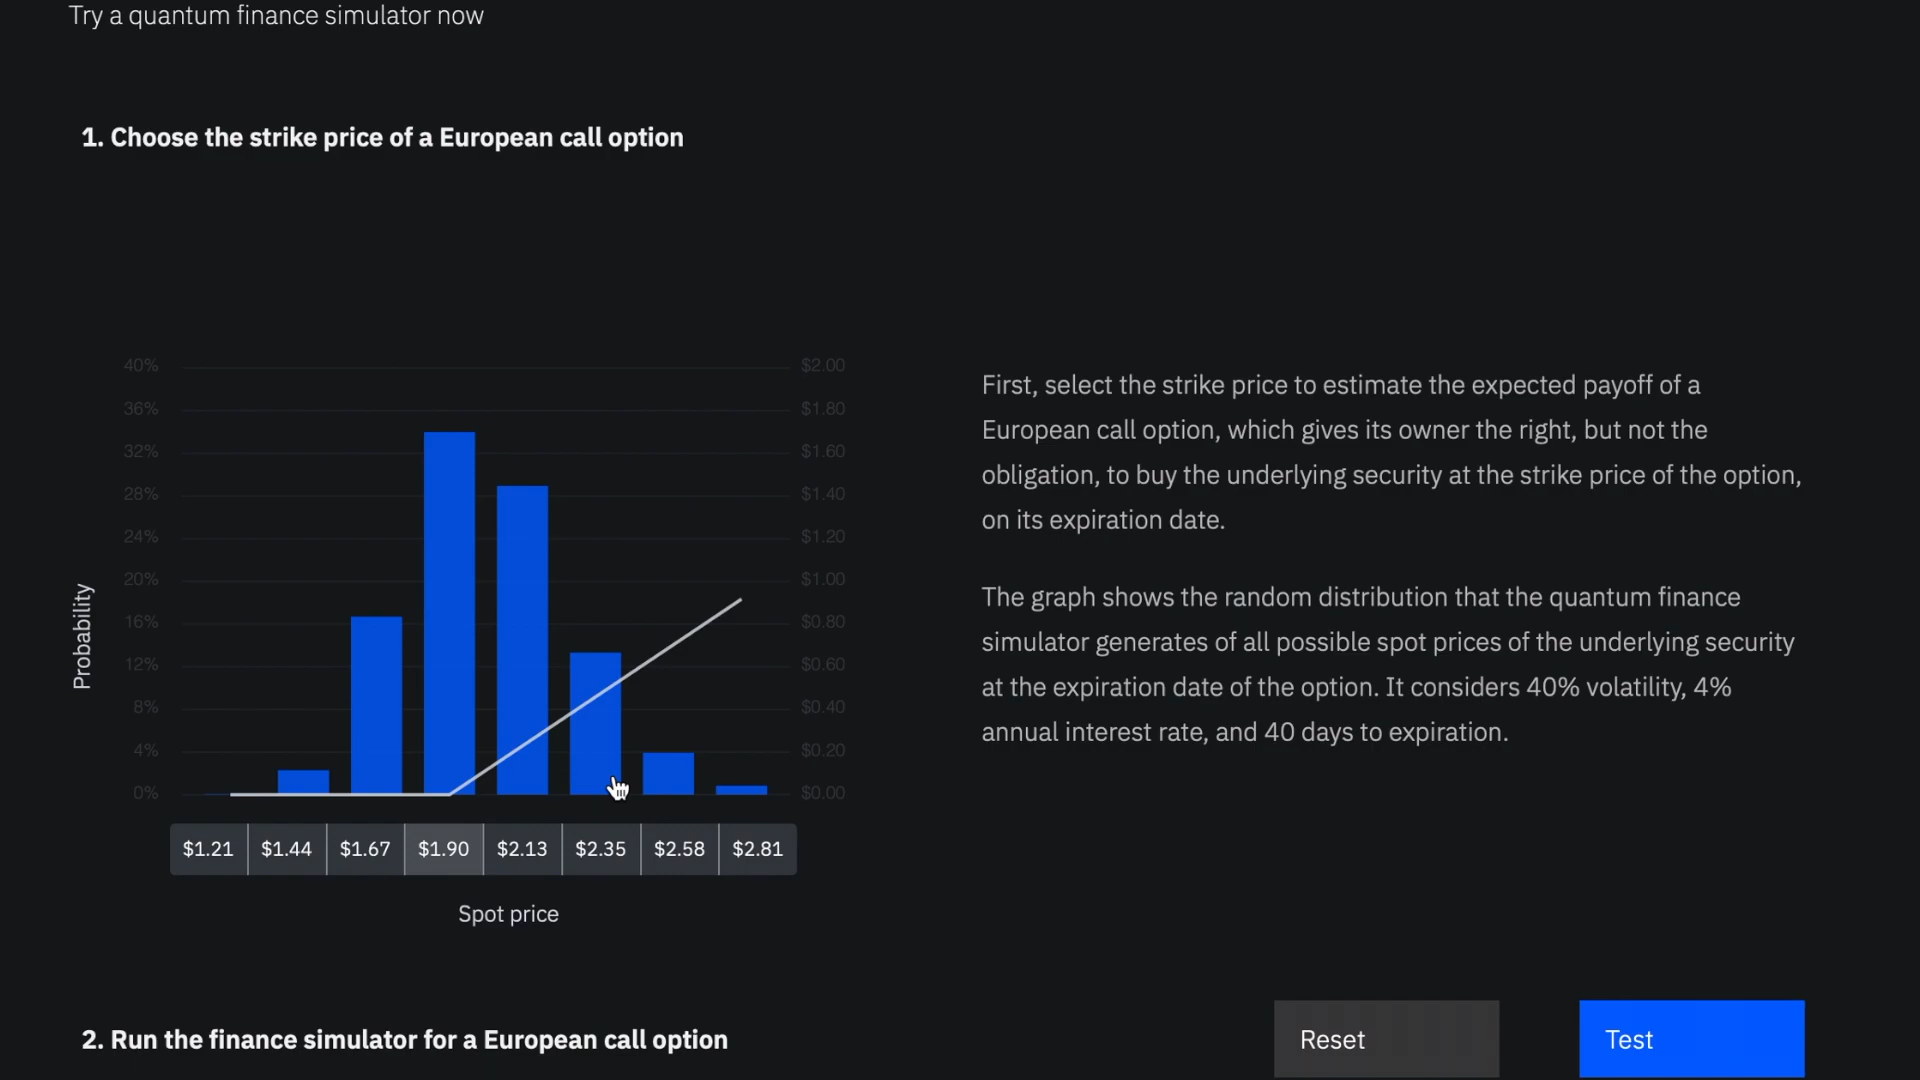 Try a quantum finance simulator now
1. Choose the strike price of a European call option
40%
$2.00
36%
$1.80
32%
$1.60
28%
$1.40
24%
$1.20
20%
$1.00
16%
$0.80
12%
$0.60
8%
$0.40
4%
$0.20
0%
$0.00
Probability
$1.21 $1.44 $1.67 $1.90 $2.13 $2.35 $2.58 $2.81
Spot price
First, select the strike price to estimate the expected payoff of a
European call option, which gives its owner the right, but not the
obligation, to buy the underlying security at the strike price of the option,
on its expiration date.
The graph shows the random distribution that the quantum finance
simulator generates of all possible spot prices of the underlying security
at the expiration date of the option. It considers 40% volatility, 4%
annual interest rate, and 40 days to expiration.
2. Run the finance simulator for a European call option
Reset
Test